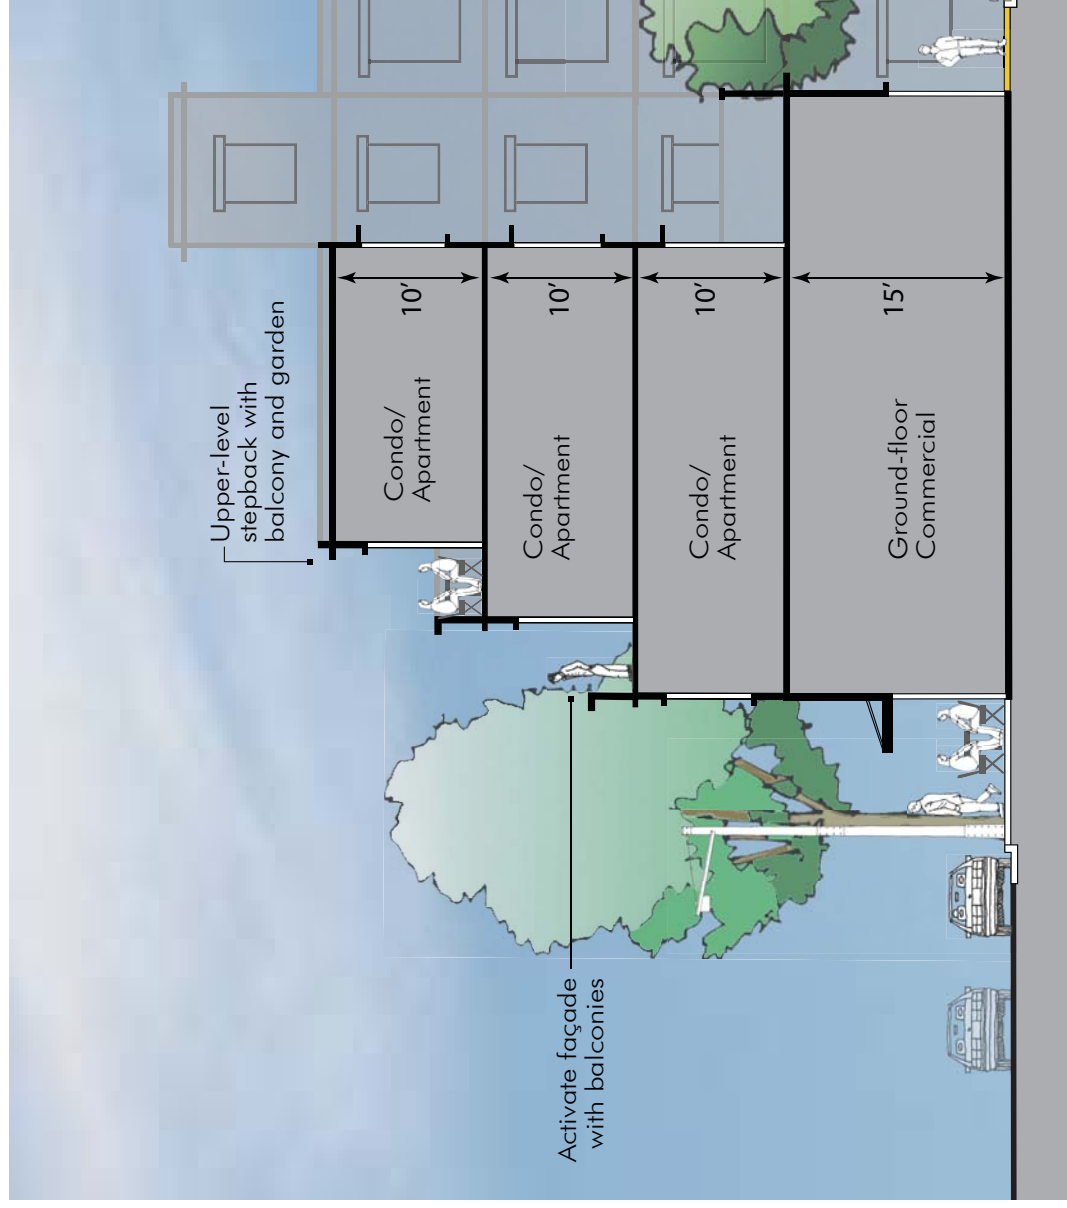 Upper-level
stepback with
balcony and garden
Condo/
Apartment
10’
Condo/
Apartment
10’
Condo/
Apartment
10’
Ground-floor
Commercial
15’
Activate façade
with balconies